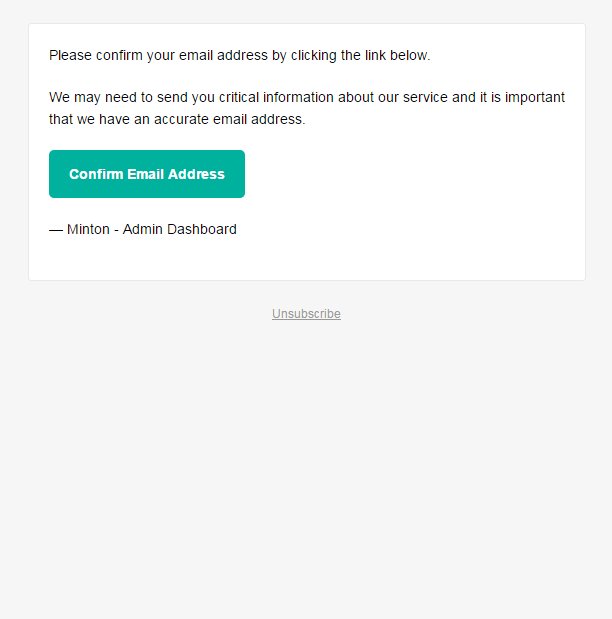 Please confirm your email address by clicking the link below.
We may need to send you critical information about our service and it is important
that we have an accurate email address.
Confirm Email Address
— Minton - Admin Dashboard
Unsubscribe